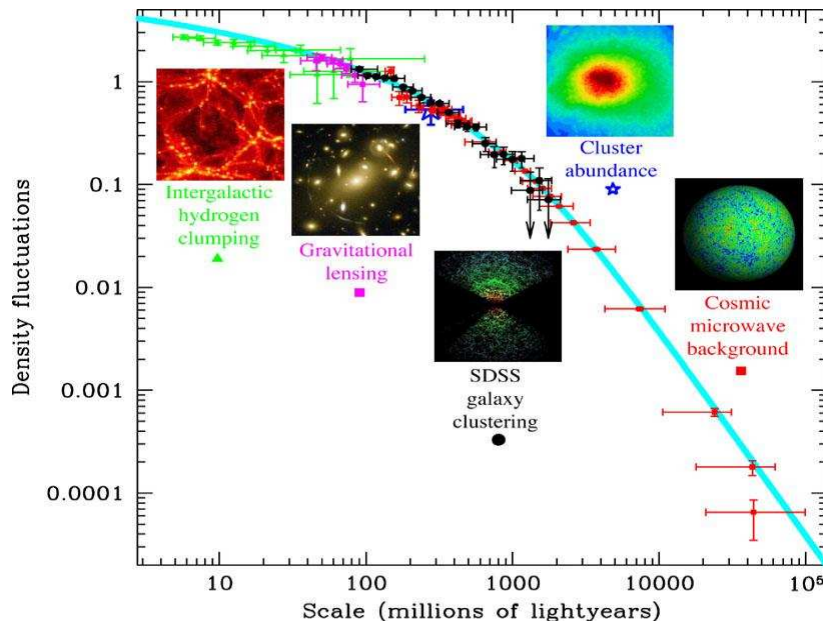 Density fluctuations
10
1
0.1
0.01
0.001
0.0001
Intergalactic
hydrogen
clumping
Gravitational
lensing
SDSS
galaxy
clustering
Cluster
abundance
Cosmic
microwave
background
10
100
1000
10000
10⁵
Scale (millions of lightyears)